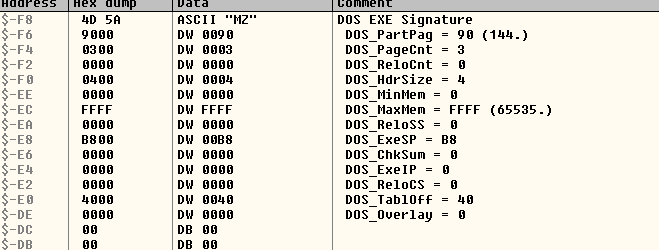 Address Hex dump Data Comment
$-F8 4D 5A ASCII "MZ" DOS EXE Signature
$-F6 9000 DW 0090 DOS_PartPag = 90 (144.)
$-F4 0300 DW 0003 DOS_PageCnt = 3
$-F2 0000 DW 0000 DOS_ReloCnt = 0
$-F0 0400 DW 0004 DOS_HdrSize = 4
$-EE 0000 DW 0000 DOS_MinMem = 0
$-EC FFFF DW FFFF DOS_MaxMem = FFFF (65535.)
$-EA 0000 DW 0000 DOS_ReloSS = 0
$-E8 B800 DW 00B8 DOS_ExeSP = B8
$-E6 0000 DW 0000 DOS_ChkSum = 0
$-E4 0000 DW 0000 DOS_ExeIP = 0
$-E2 0000 DW 0000 DOS_ReloCS = 0
$-E0 4000 DW 0040 DOS_TablOff = 40
$-DE 0000 DW 0000 DOS_Overlay = 0
$-DC 00 DB 00
$-DB 00 DB 00